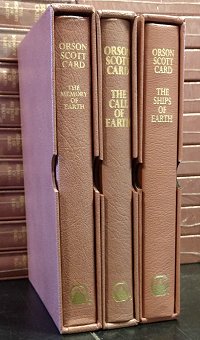 ORSON
SCOTT
CARD
THE
MEMORY
OF
EARTH
ORSON
SCOTT
CARD
THE
CALL
OF
EARTH
ORSON
SCOTT
CARD
THE
SHIPS
OF
EARTH